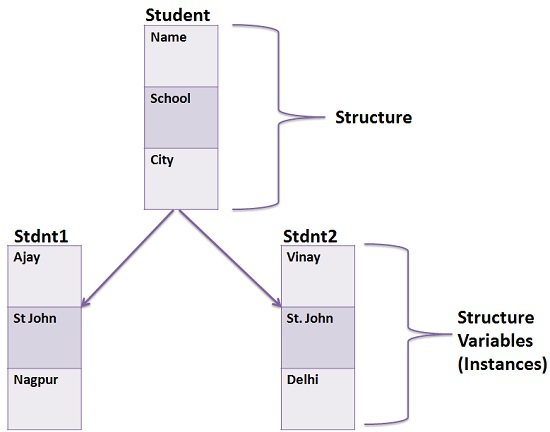 Student
Name
School
City
Structure
Stdnt1
Ajay
St John
Nagpur
Stdnt2
Vinay
St. John
Delhi
Structure
Variables
(Instances)